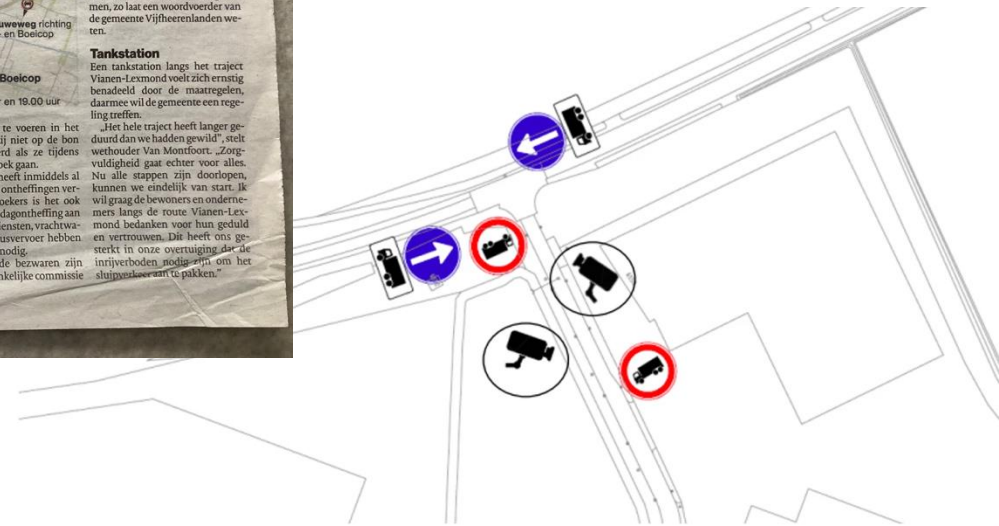 uweweg richting
en Boeicop
Boeicop
en 19.00 uur
te voeren in het
ij niet op de bon
rd als ze tijdens
oek gaan.
heeft inmiddels al
ontheffingen ver-
oekers is het ook
dagontheffing aan
iensten, vrachtwa-
usvervoer hebben
nodig.
de bezwaren zijn
nkelijke commissie
men, zo laat een woordvoerder van
de gemeente Vijfheerenlanden we-
ten.
Tankstation
Een tankstation langs het traject
Vianen-Lexmond voelt zich ernstig
benadeeld door de maatregelen,
daarmee wil de gemeente een rege-
ling treffen.
„Het hele traject heeft langer ge-
duurd dan we hadden gewild”, stelt
wethouder Van Montfoort. „Zorg-
vuldigheid gaat echter voor alles.
Nu alle stappen zijn doorlopen,
kunnen we eindelijk van start. Ik
wil graag de bewoners en onderne-
mers langs de route Vianen-Lex-
mond bedanken voor hun geduld
en vertrouwen. Dit heeft ons ge-
sterkt in onze overtuiging dat de
inrijverboden nodig zijn om het
sluipverkeer aan te pakken.”